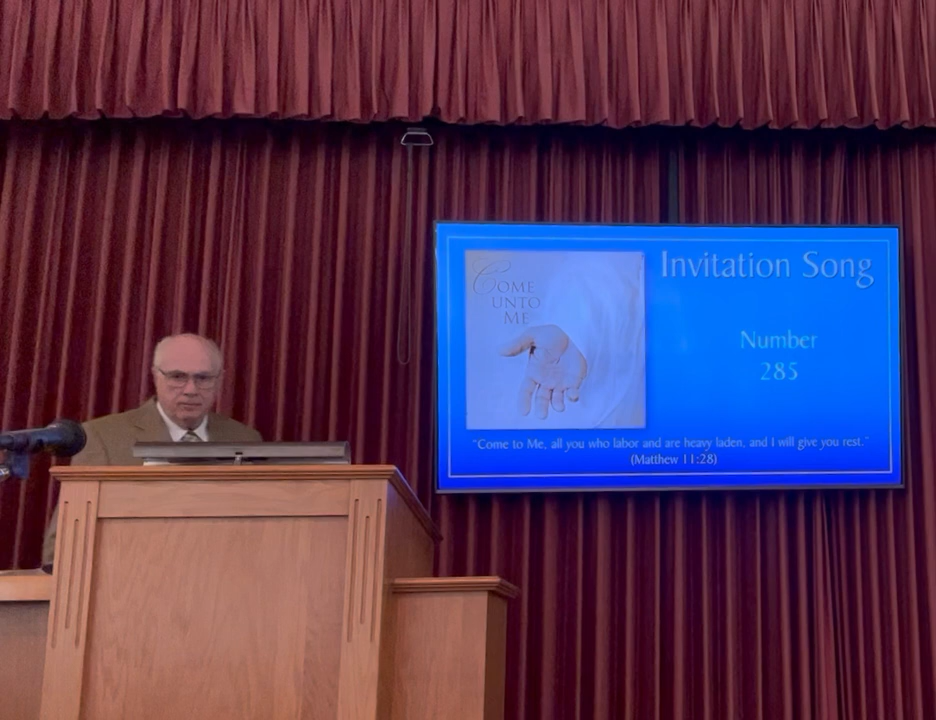 COME
UNTO
ME
Invitation Song
Number
285
"Come to Me, all you who labor and are heavy laden, and I will give you rest."
(Matthew 11:28)